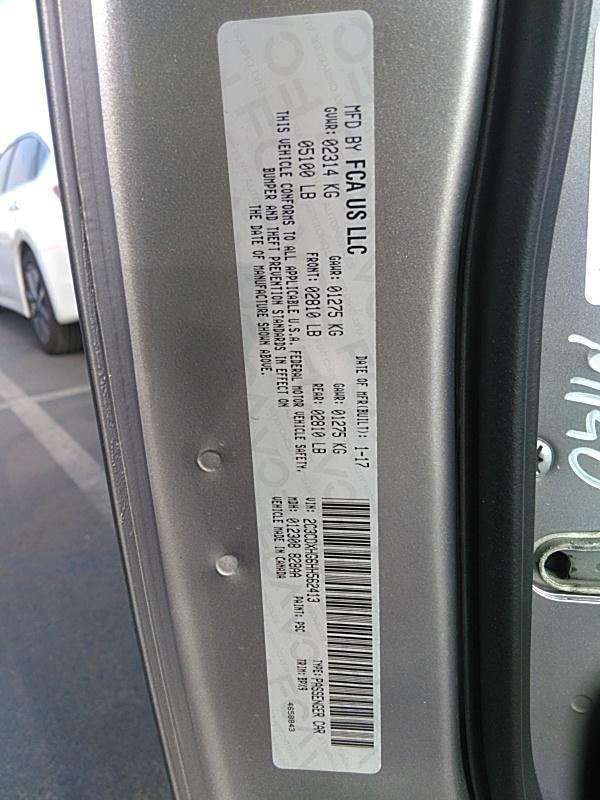 MFD BY FCA US LLC
DATE OF MFR(BUILT): 1-17
GVWR: 02314 KG
05100 LB
GAWR: 01275 KG
FRONT: 02810 LB
GAWR: 01275 KG
REAR: 02810 LB
THIS VEHICLE CONFORMS TO ALL APPLICABLE U.S.A. FEDERAL MOTOR VEHICLE SAFETY,
BUMPER AND THEFT PREVENTION STANDARDS IN EFFECT ON
THE DATE OF MANUFACTURE SHOWN ABOVE.
VIN: 2C3CDXHG6HH562413
TYPE: PASSENGER CAR
MDH: 012308 828AA
PAINT: PSC
TRIM: BPX9
VEHICLE MADE IN CANADA
4658843